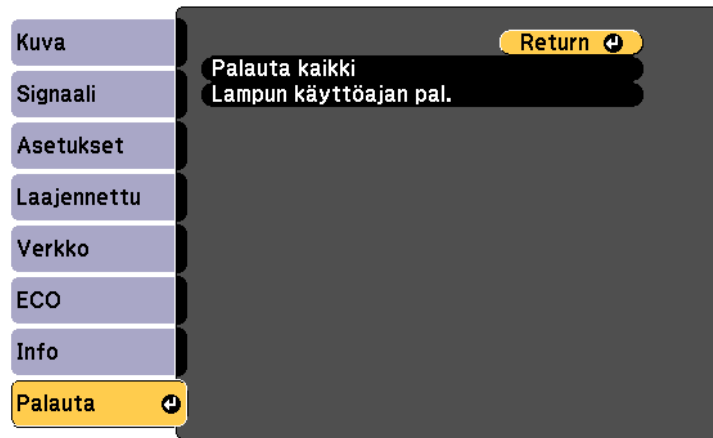 Kuva
Signaali
Asetukset
Laajennettu
Verkko
ECO
Info
Palauta
Return
Palauta kaikki
Lampun käyttöajan pal.